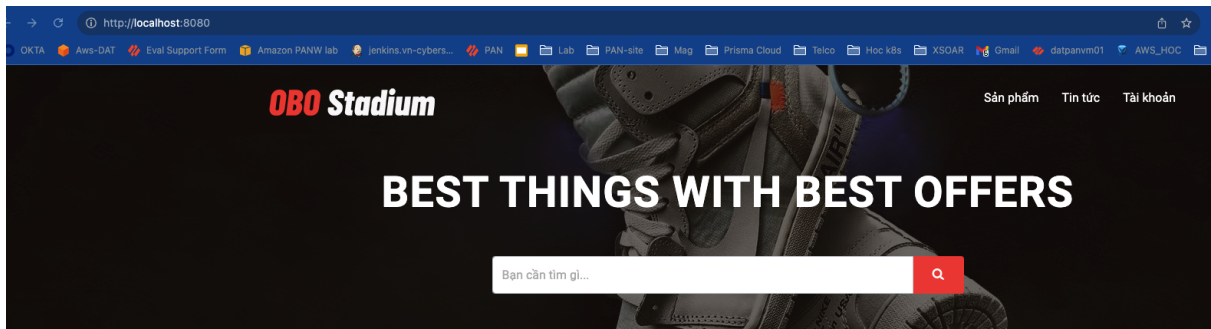 http://localhost:8080
OKTA Aws-DAT Eval Support Form Amazon PANW lab jenkins.vn-cybers... PAN Lab PAN-site Mag Prisma Cloud Telco Hoc k8s XSOAR Gmail datpanvm01 AWS_HOC
OBO Stadium Sản phẩm Tin tức Tài khoản
AIR"
BEST THINGS WITH BEST OFFERS
Bạn cần tìm gì...